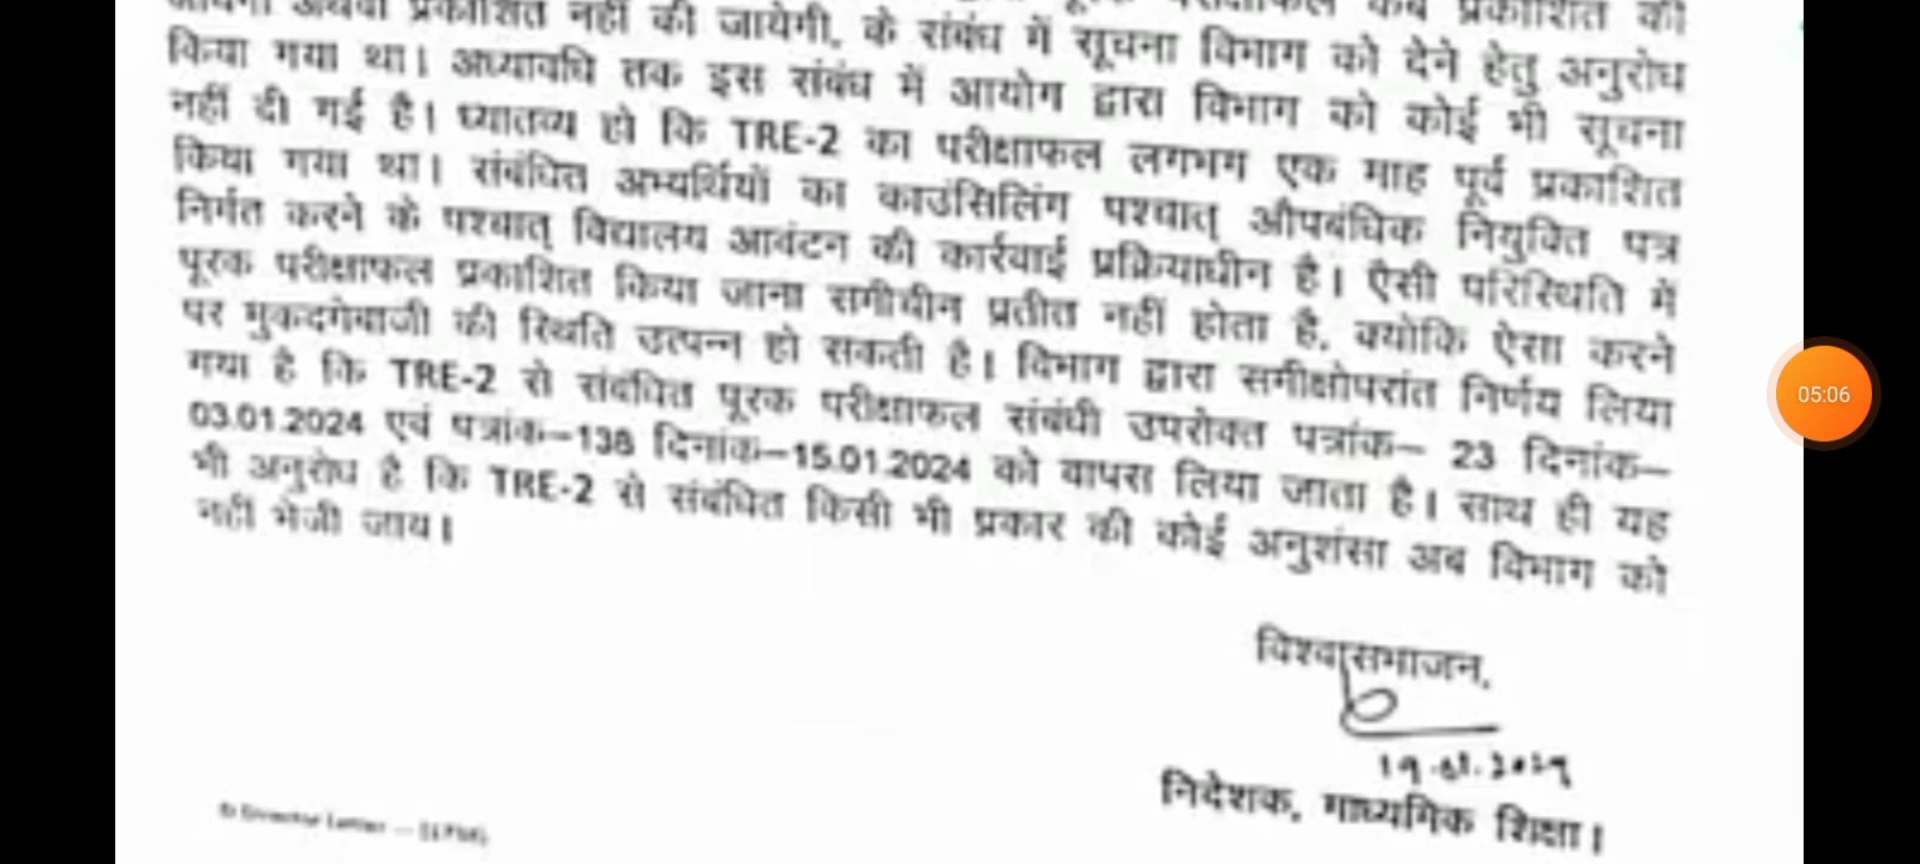 अथवा प्रकाशित नहीं की जायेगी, के संबंध में सूचना विभाग को देने हेतु अनुरोध
किया गया था। अध्यावधि तक इस संबंध में आयोग द्वारा विभाग को कोई भी सूचना
नहीं दी गई है। ध्यातव्य हो कि TRE-2 का परीक्षाफल लगभग एक माह पूर्व प्रकाशित
किया गया था। संबंधित अभ्यर्थियों का काउंसिलिंग पश्चात् औपबंधिक नियुक्ति पत्र
निर्गत करने के पश्चात् विद्यालय आवंटन की कार्रवाई प्रक्रियाधीन है। ऐसी परिस्थिति में
पूरक परीक्षाफल प्रकाशित किया जाना समीचीन प्रतीत नहीं होता है, क्योकि ऐसा करने
पर मुकदमेबाजी की स्थिति उत्पन्न हो सकती है। विभाग द्वारा समीक्षोपरांत निर्णय लिया
गया है कि TRE-2 से संबंधित पूरक परीक्षाफल संबंधी उपरोक्त पत्रांक– 23 दिनांक–
03.01.2024 एवं पत्रांक–138 दिनांक–15.01.2024 को वापस लिया जाता है। साथ ही यह
भी अनुरोध है कि TRE-2 से संबंधित किसी भी प्रकार की कोई अनुशंसा अब विभाग को
नहीं भेजी जाय।
विश्वासभाजन,
निदेशक, माध्यमिक शिक्षा।
05:06